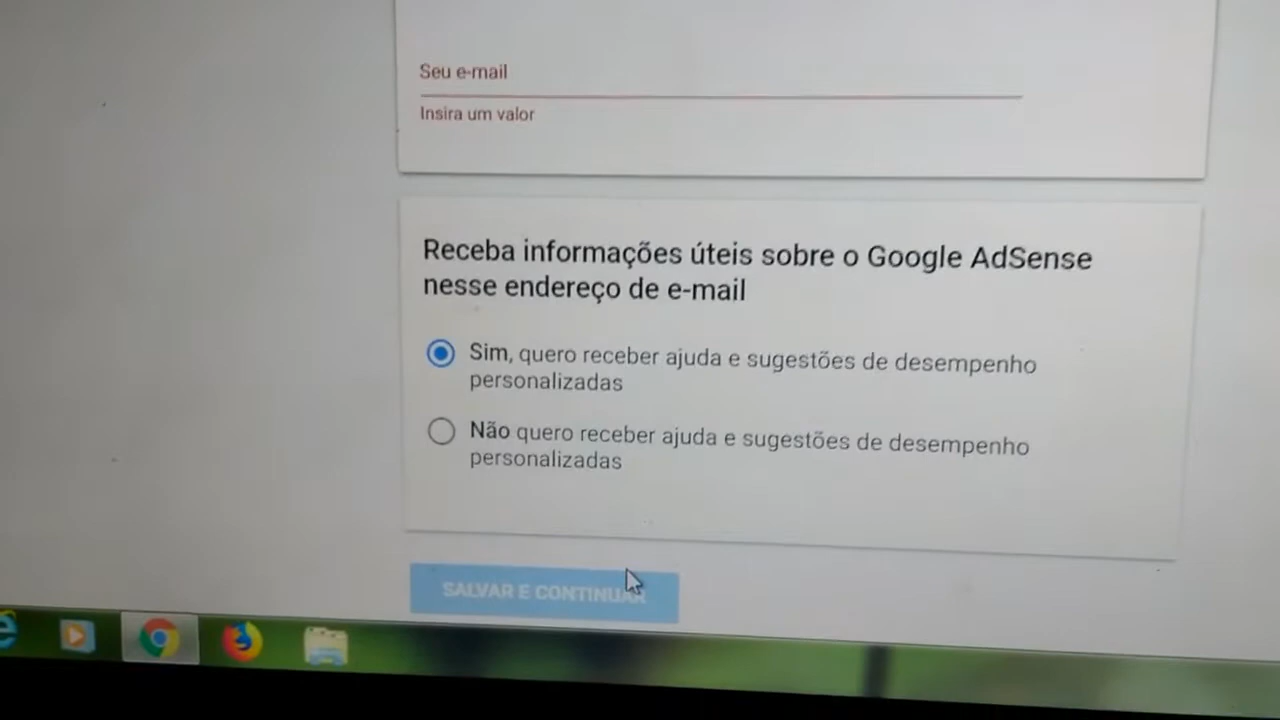 Seu e-mail
Insira um valor
Receba informações úteis sobre o Google AdSense
nesse endereço de e-mail
Sim, quero receber ajuda e sugestões de desempenho
personalizadas
Não quero receber ajuda e sugestões de desempenho
personalizadas
SALVAR E CONTINUAR